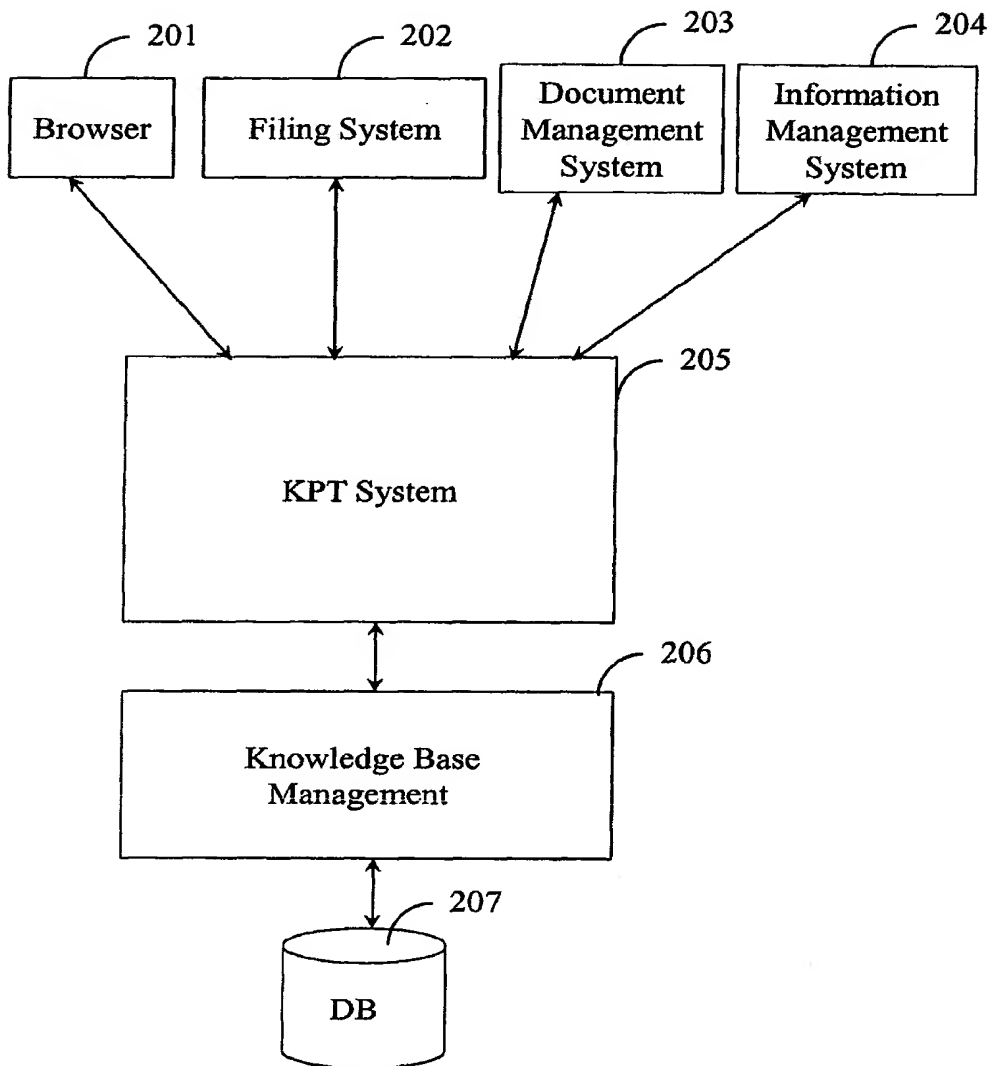 201
202
203
204
Browser
Filing System
Document
Management
System
Information
Management
System
205
KPT System
206
Knowledge Base
Management
207
DB